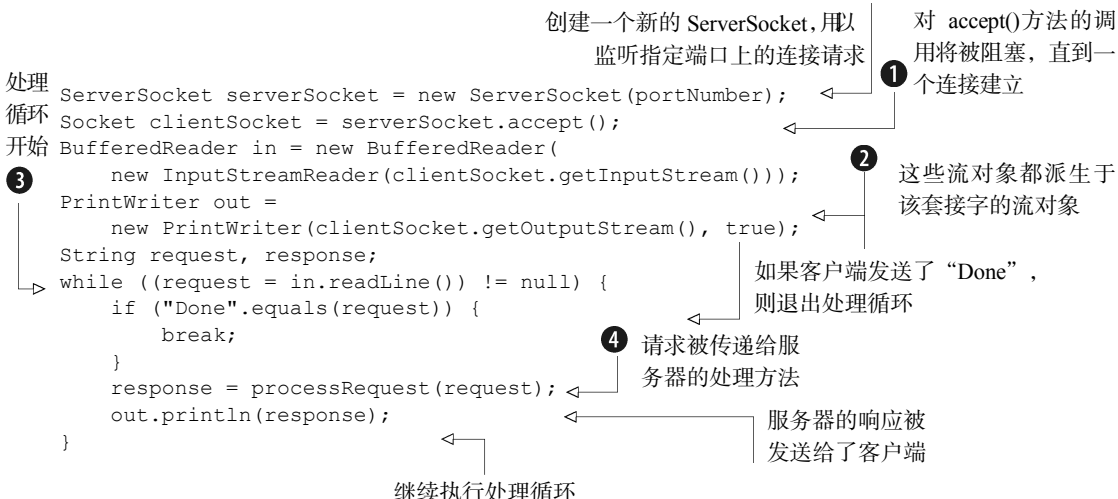 创建一个新的 ServerSocket,用以
监听指定端口上的连接请求
对 accept()方法的调
用将被阻塞，直到一
个连接建立
❶
处理
循环
开始
❸
ServerSocket serverSocket = new ServerSocket(portNumber);
Socket clientSocket = serverSocket.accept();
BufferedReader in = new BufferedReader(
new InputStreamReader(clientSocket.getInputStream()));
❷
这些流对象都派生于
该套接字的流对象
PrintWriter out =
new PrintWriter(clientSocket.getOutputStream(), true);
String request, response;
while ((request = in.readLine()) != null) {
如果客户端发送了“Done”，
则退出处理循环
if ("Done".equals(request)) {
break;
}
❹
请求被传递给服
务器的处理方法
response = processRequest(request);
out.println(response);
服务器的响应被
发送给了客户端
}
继续执行处理循环